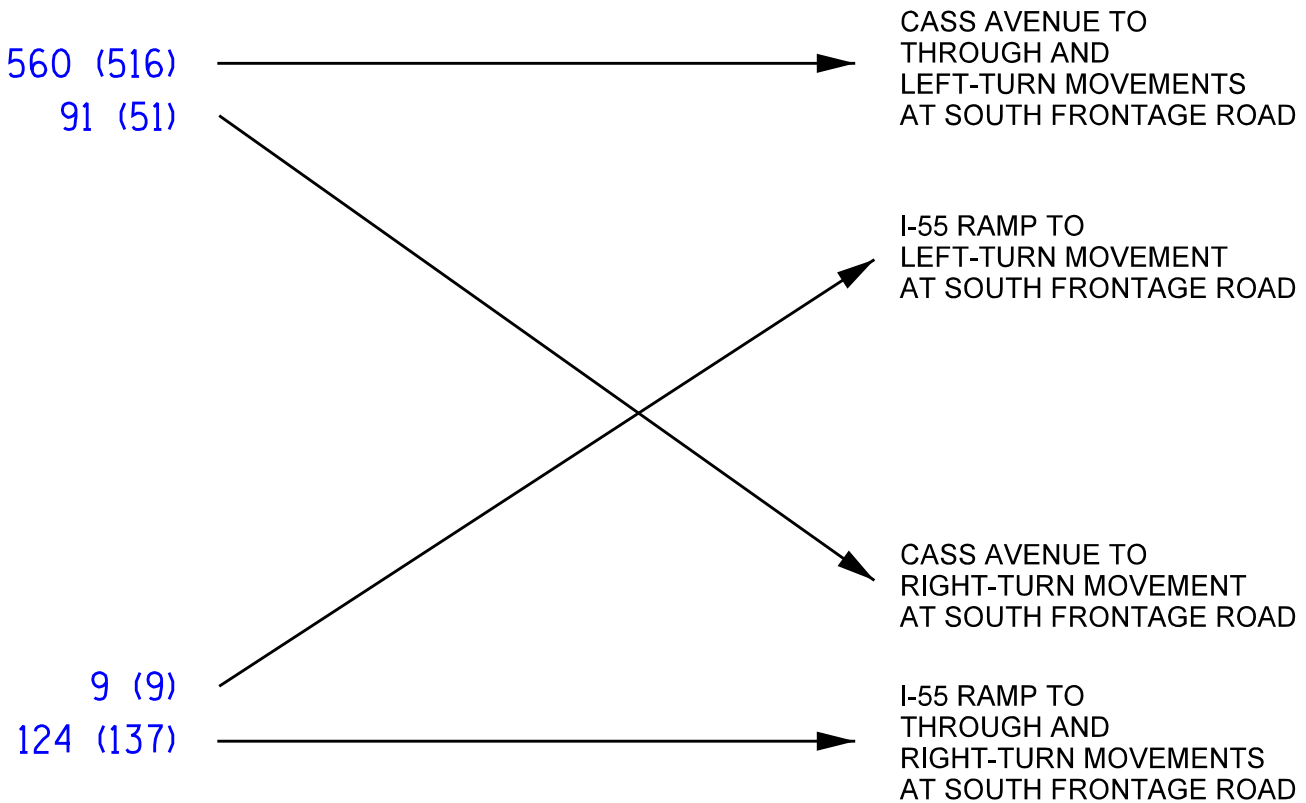 560 (516)
91 (51)
CASS AVENUE TO
THROUGH AND
LEFT-TURN MOVEMENTS
AT SOUTH FRONTAGE ROAD
I-55 RAMP TO
LEFT-TURN MOVEMENT
AT SOUTH FRONTAGE ROAD
CASS AVENUE TO
RIGHT-TURN MOVEMENT
AT SOUTH FRONTAGE ROAD
9 (9)
124 (137)
I-55 RAMP TO
THROUGH AND
RIGHT-TURN MOVEMENTS
AT SOUTH FRONTAGE ROAD